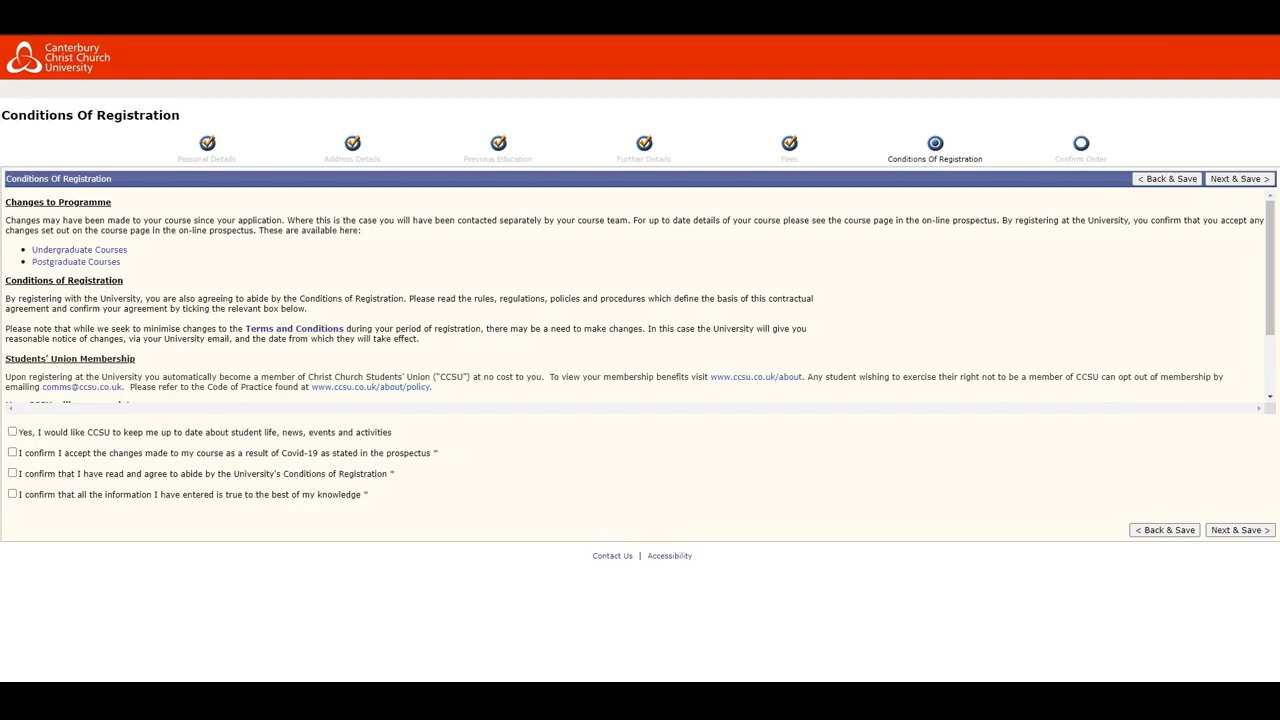 Canterbury
Christ Church
University
Conditions Of Registration
Personal Details
Address Details
Previous Education
Further Details
Fees
Conditions Of Registration
Confirm Order
Conditions Of Registration
< Back & Save
Next & Save >
Changes to Programme
Changes may have been made to your course since your application. Where this is the case you will have been contacted separately by your course team. For up to date details of your course please see the course page in the on-line prospectus. By registering at the University, you confirm that you accept any
changes set out on the course page in the on-line prospectus. These are available here:
• Undergraduate Courses
• Postgraduate Courses
Conditions of Registration
By registering with the University, you are also agreeing to abide by the Conditions of Registration. Please read the rules, regulations, policies and procedures which define the basis of this contractual
agreement and confirm your agreement by ticking the relevant box below.
Please note that while we seek to minimise changes to the Terms and Conditions during your period of registration, there may be a need to make changes. In this case the University will give you
reasonable notice of changes, via your University email, and the date from which they will take effect.
Students' Union Membership
Upon registering at the University you automatically become a member of Christ Church Students' Union ("CCSU") at no cost to you. To view your membership benefits visit www.ccsu.co.uk/about. Any student wishing to exercise their right not to be a member of CCSU can opt out of membership by
emailing comms@ccsu.co.uk. Please refer to the Code of Practice found at www.ccsu.co.uk/about/policy.
Yes, I would like CCSU to keep me up to date about student life, news, events and activities
I confirm I accept the changes made to my course as a result of Covid-19 as stated in the prospectus *
I confirm that I have read and agree to abide by the University's Conditions of Registration *
I confirm that all the information I have entered is true to the best of my knowledge *
< Back & Save
Next & Save >
Contact Us | Accessibility